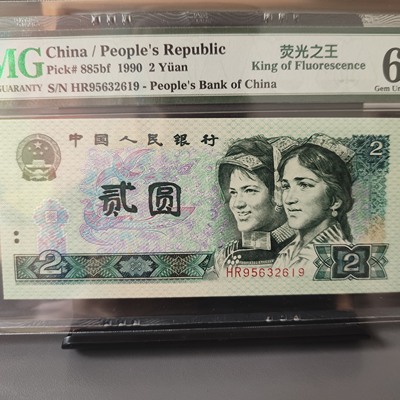 MG
GUARANTY
China / People's Republic
Pick# 885bf 1990 2 Yüan
S/N HR95632619 - People's Bank of China
荧光之王
King of Fluorescence
6
Gem Un
中国人民银行
2
贰圆
HR95632619
2
2